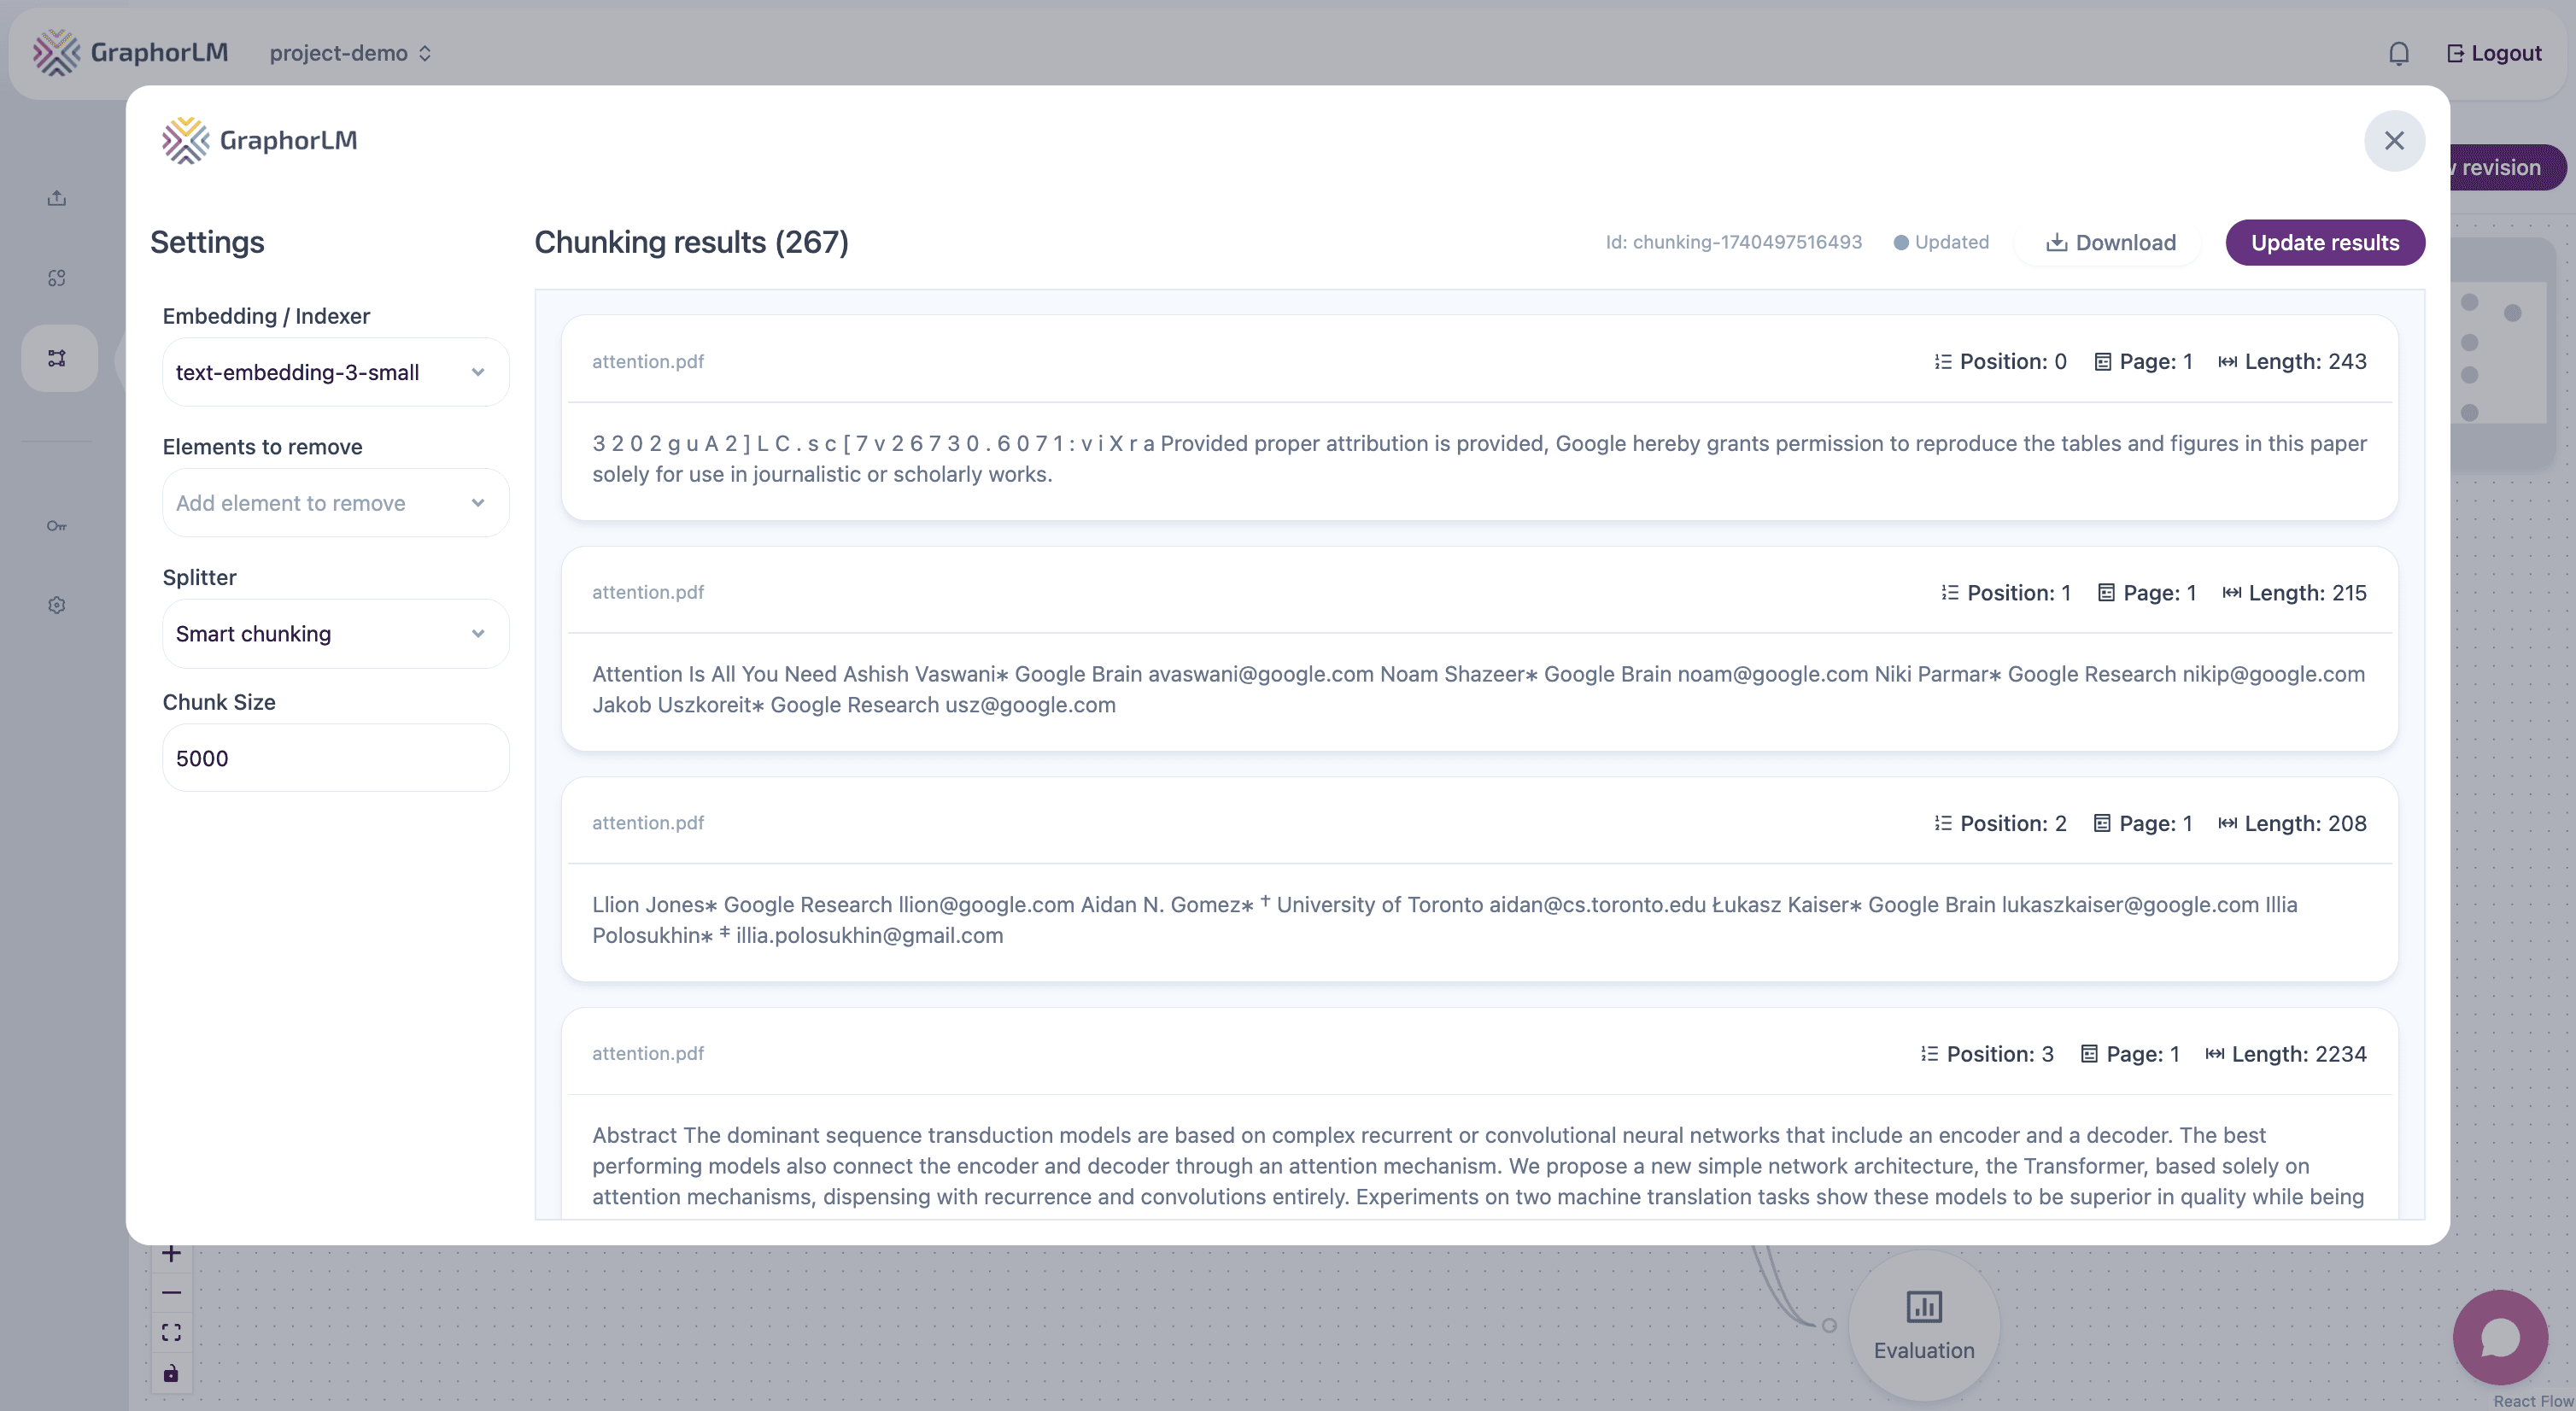 GraphorLM
project-demo
Logout
GraphorLM
revision
Settings
Chunking results (267)
Id: chunking-1740497516493
Updated
Download
Update results
Embedding / Indexer
text-embedding-3-small
Elements to remove
Add element to remove
Splitter
Smart chunking
Chunk Size
5000
attention.pdf
Position: 0
Page: 1
Length: 243
3 2 0 2 g u A 2 ] L C . s c [ 7 v 2 6 7 3 0 . 6 0 7 1 : v i X r a Provided proper attribution is provided, Google hereby grants permission to reproduce the tables and figures in this paper
solely for use in journalistic or scholarly works.
attention.pdf
Position: 1
Page: 1
Length: 215
Attention Is All You Need Ashish Vaswani∗ Google Brain avaswani@google.com Noam Shazeer∗ Google Brain noam@google.com Niki Parmar∗ Google Research nikip@google.com
Jakob Uszkoreit∗ Google Research usz@google.com
attention.pdf
Position: 2
Page: 1
Length: 208
Llion Jones∗ Google Research llion@google.com Aidan N. Gomez∗ † University of Toronto aidan@cs.toronto.edu Łukasz Kaiser∗ Google Brain lukaszkaiser@google.com Illia
Polosukhin∗ ‡ illia.polosukhin@gmail.com
attention.pdf
Position: 3
Page: 1
Length: 2234
Abstract The dominant sequence transduction models are based on complex recurrent or convolutional neural networks that include an encoder and a decoder. The best
performing models also connect the encoder and decoder through an attention mechanism. We propose a new simple network architecture, the Transformer, based solely on
attention mechanisms, dispensing with recurrence and convolutions entirely. Experiments on two machine translation tasks show these models to be superior in quality while being
Evaluation
React Flow